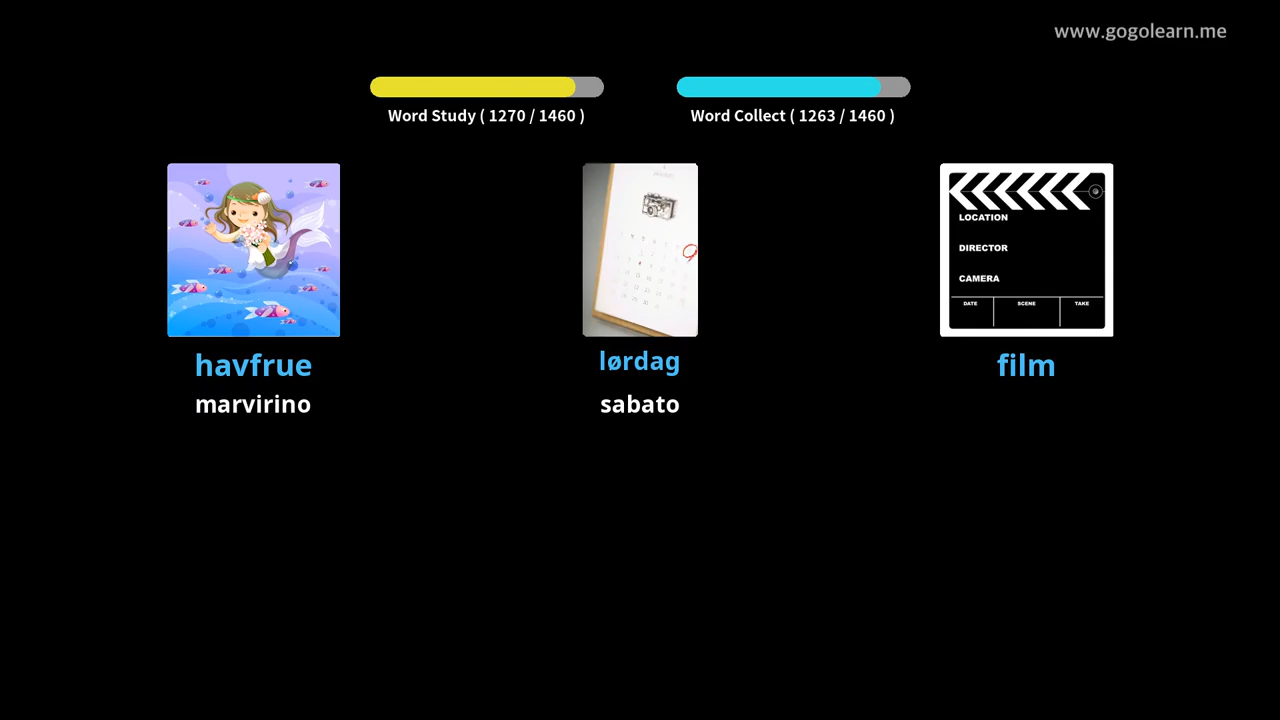 www.gogolearn.me
Word Study ( 1270 / 1460 )
Word Collect ( 1263 / 1460 )
LOCATION
DIRECTOR
CAMERA
DATE SCENE TAKE
havfrue
lørdag
film
marvirino
sabato